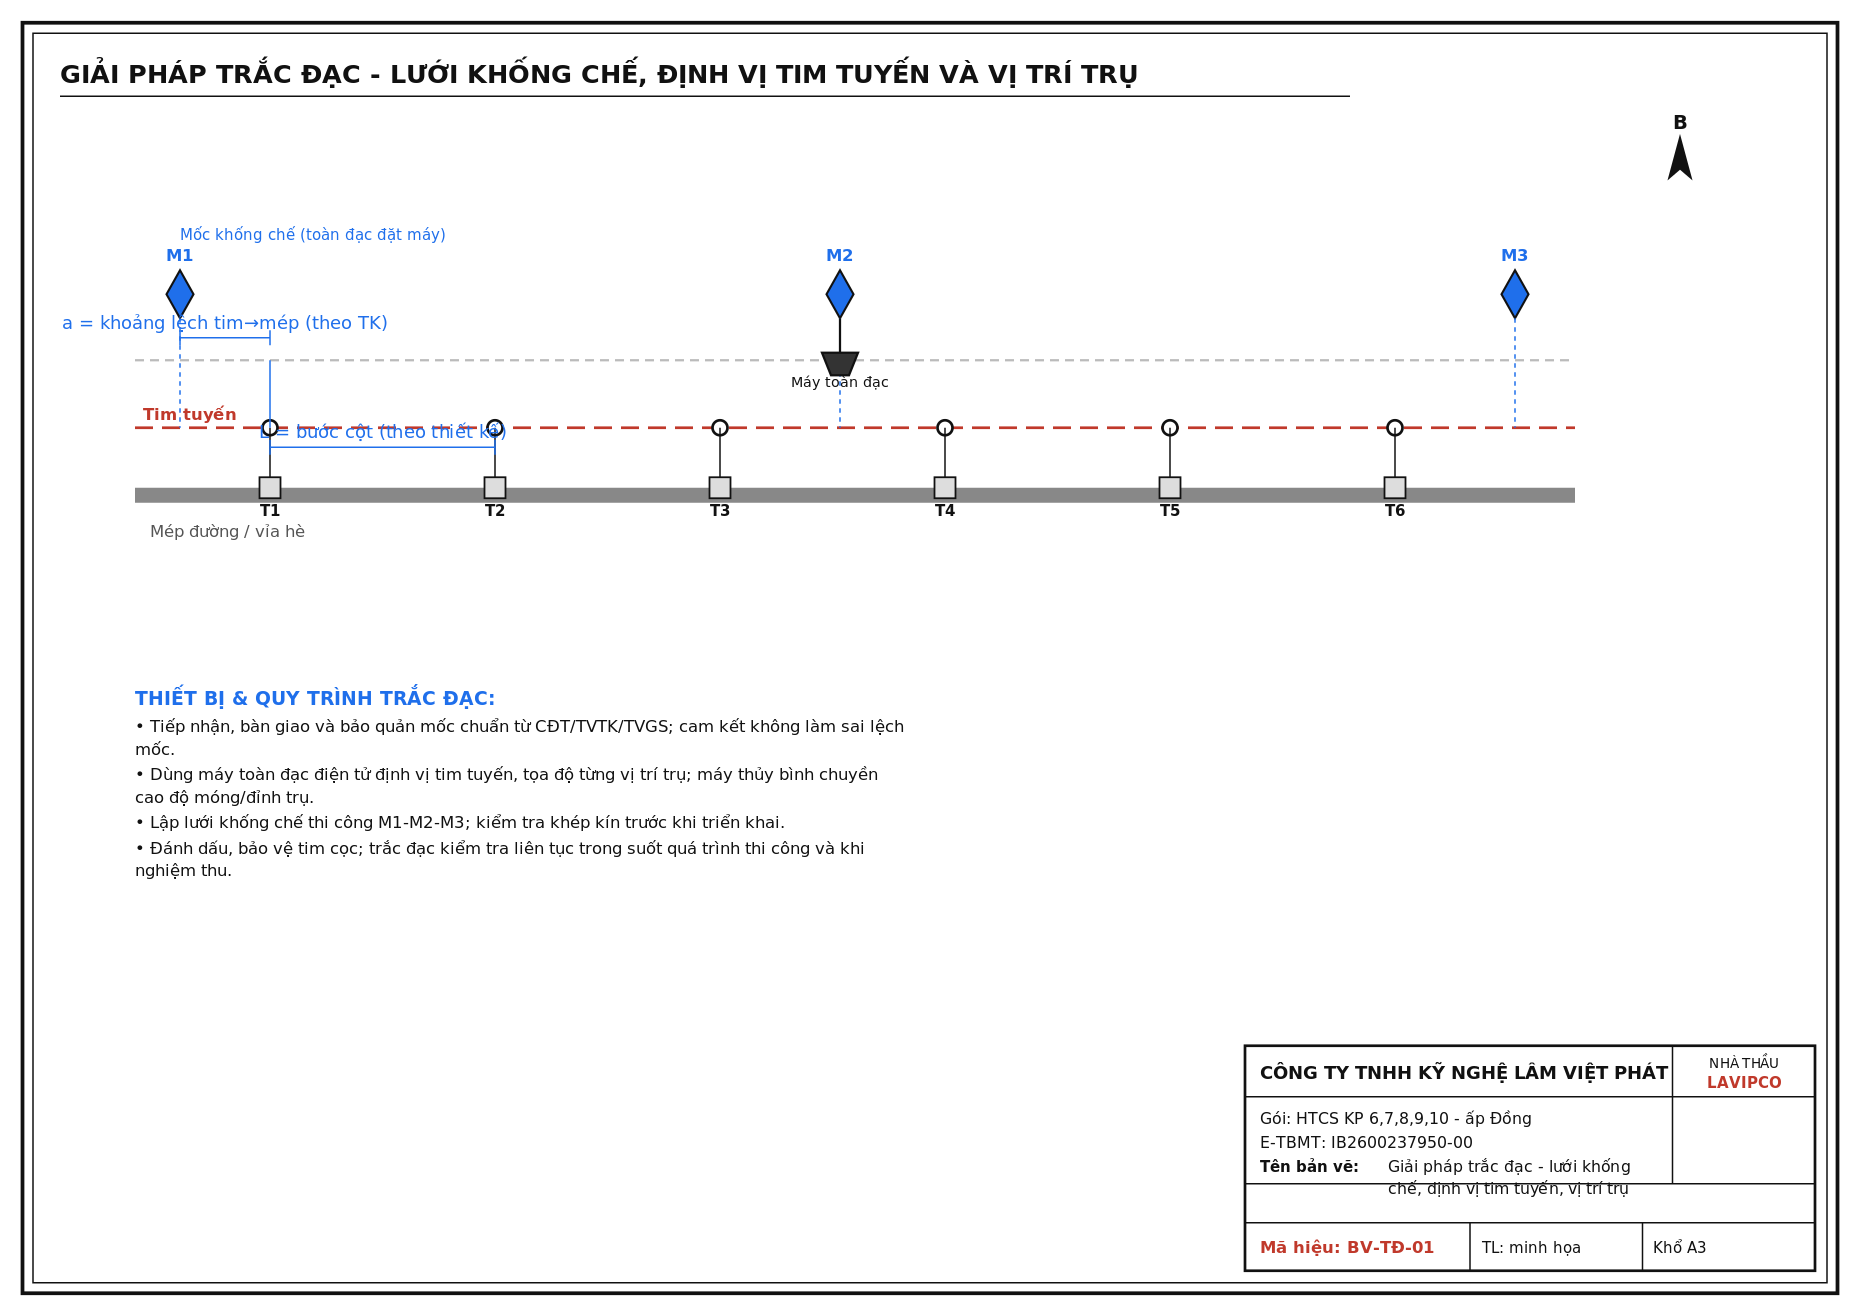 GIẢI PHÁP TRẮC ĐẠC - LƯỚI KHỐNG CHẾ, ĐỊNH VỊ TIM TUYẾN VÀ VỊ TRÍ TRỤ
B
Mốc khống chế (toàn đạc đặt máy)
M1
M2
M3
a = khoảng lệch tim→mép (theo TK)
Máy toàn đạc
Tim tuyến
L = bước cột (theo thiết kế)
T1
T2
T3
T4
T5
T6
Mép đường / vỉa hè
THIẾT BỊ & QUY TRÌNH TRẮC ĐẠC:
• Tiếp nhận, bàn giao và bảo quản mốc chuẩn từ CĐT/TVTK/TVGS; cam kết không làm sai lệch
mốc.
• Dùng máy toàn đạc điện tử định vị tim tuyến, tọa độ từng vị trí trụ; máy thủy bình chuyền
cao độ móng/đỉnh trụ.
• Lập lưới khống chế thi công M1-M2-M3; kiểm tra khép kín trước khi triển khai.
• Đánh dấu, bảo vệ tim cọc; trắc đạc kiểm tra liên tục trong suốt quá trình thi công và khi
nghiệm thu.
CÔNG TY TNHH KỸ NGHỆ LÂM VIỆT PHÁT
NHÀ THẦU
LAVIPCO
Gói: HTCS KP 6,7,8,9,10 - ấp Đồng
E-TBMT: IB2600237950-00
Tên bản vẽ: Giải pháp trắc đạc - lưới khống
chế, định vị tim tuyến, vị trí trụ
Mã hiệu: BV-TĐ-01
TL: minh họa
Khổ A3